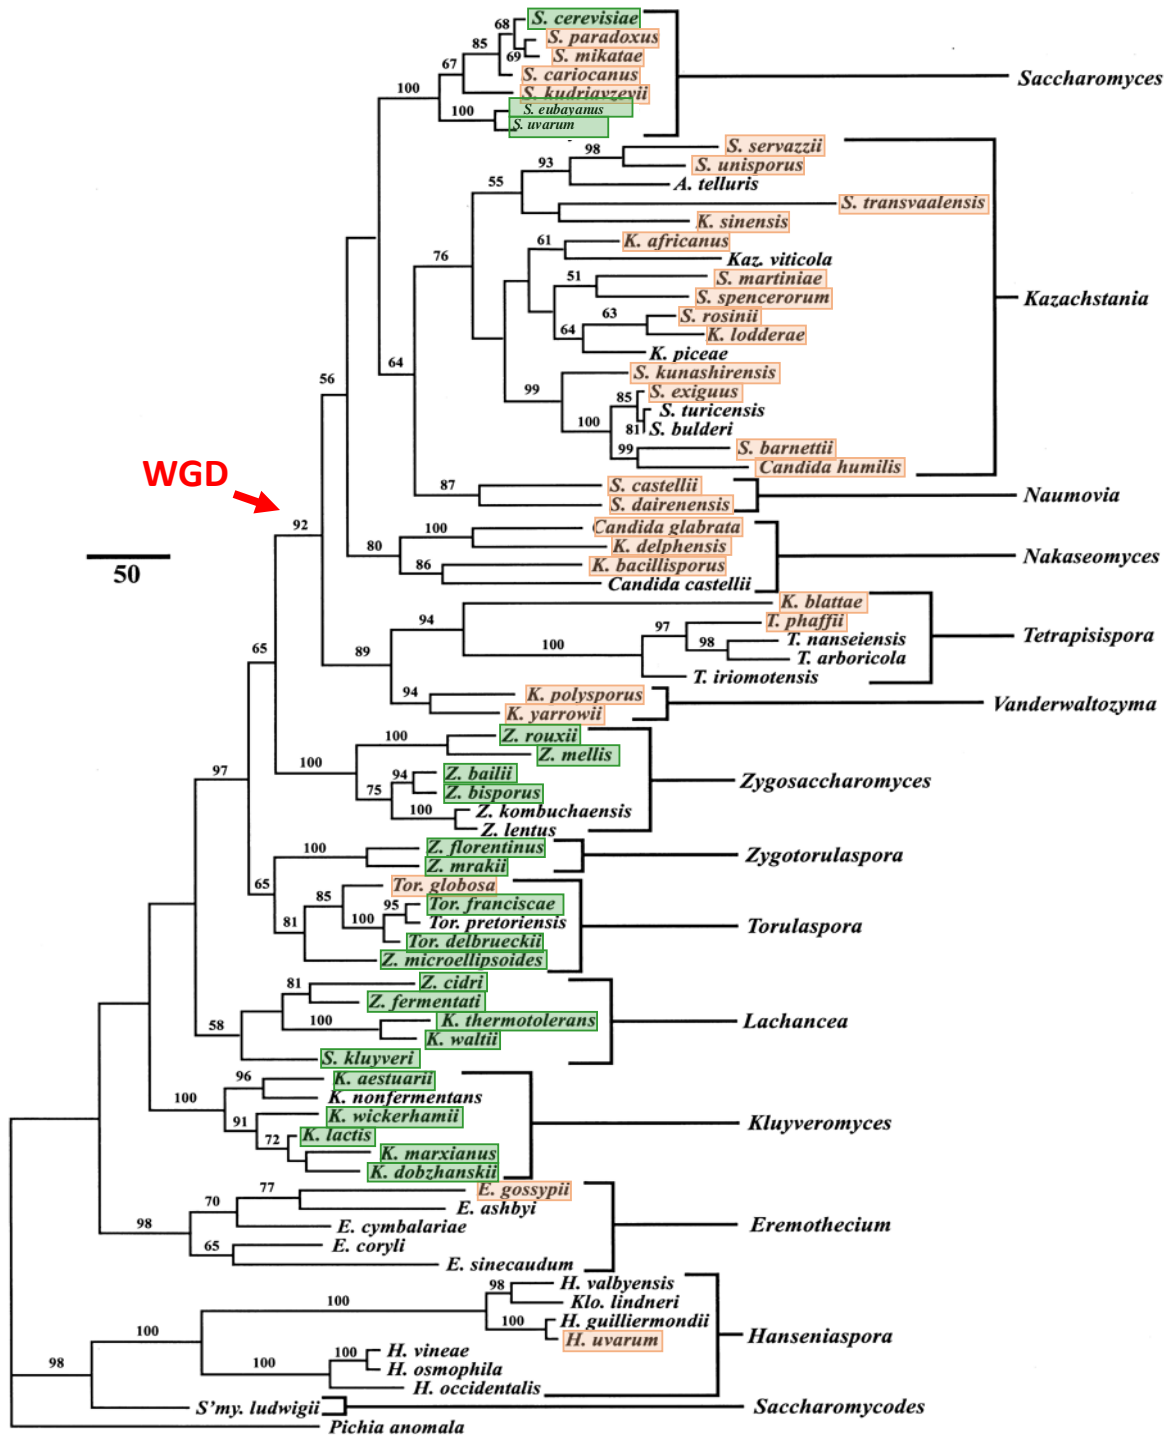 S. cerevisiae
68
S. paradoxus
85
69
S. mikatae
67
S. cariocanus
Saccharomyces
100
S. kudriavzevii
100
S. eubayanus
S. uvarum
S. servazzii
98
93
S. unisporus
A. telluris
55
S. transvaalensis
K. sinensis
61
K. africanus
76
Kaz. viticola
51
S. martiniae
S. spencerorum
Kazachstania
63
S. rosinii
64
K. lodderae
K. piceae
64
S. kunashirensis
56
99
85
S. exiguus
S. turicensis
100
81
S. bulderi
99
S. barnettii
Candida humilis
WGD
87
S. castellii
Naumovia
S. dairenensis
92
100
Candida glabrata
80
K. delphensis
Nakaseomyces
86
K. bacillisporus
50
Candida castellii
K. blattae
94
97
T. phaffii
Tetrapisispora
98
T. nanseiensis
65
89
100
T. arboricola
T. iriomotensis
94
K. polysporus
Vanderwaltozyma
K. yarrowii
100
Z. rouxii
Z. mellis
100
94
Z. bailii
97
Zygosaccharomyces
75
Z. bisporus
100
Z. kombuchaensis
Z. lentus
100
Z. florentinus
Zygotorulaspora
Z. mrakii
65
85
Tor. globosa
95
Tor. franciscae
81
100
Tor. pretoriensis
Torulaspora
Tor. delbrueckii
Z. microellipsoides
81
Z. cidri
Z. fermentati
58
100
K. thermotolerans
Lachancea
K. waltii
S. kluyveri
96
K. aestuarii
100
K. nonfermentans
91
K. wickerhamii
Kluyveromyces
72
K. lactis
K. marxianus
K. dobzhanskii
77
E. gossypii
70
E. ashbyi
98
E. cymbalariae
Eremothecium
65
E. coryli
E. sinecaudum
98
H. valbyensis
100
Klo. lindneri
100
H. guilliermondii
100
H. uvarum
Hanseniaspora
98
100
100
H. vineae
H. osmophila
H. occidentalis
S'my. ludwigii
Saccharomycodes
Pichia anomala